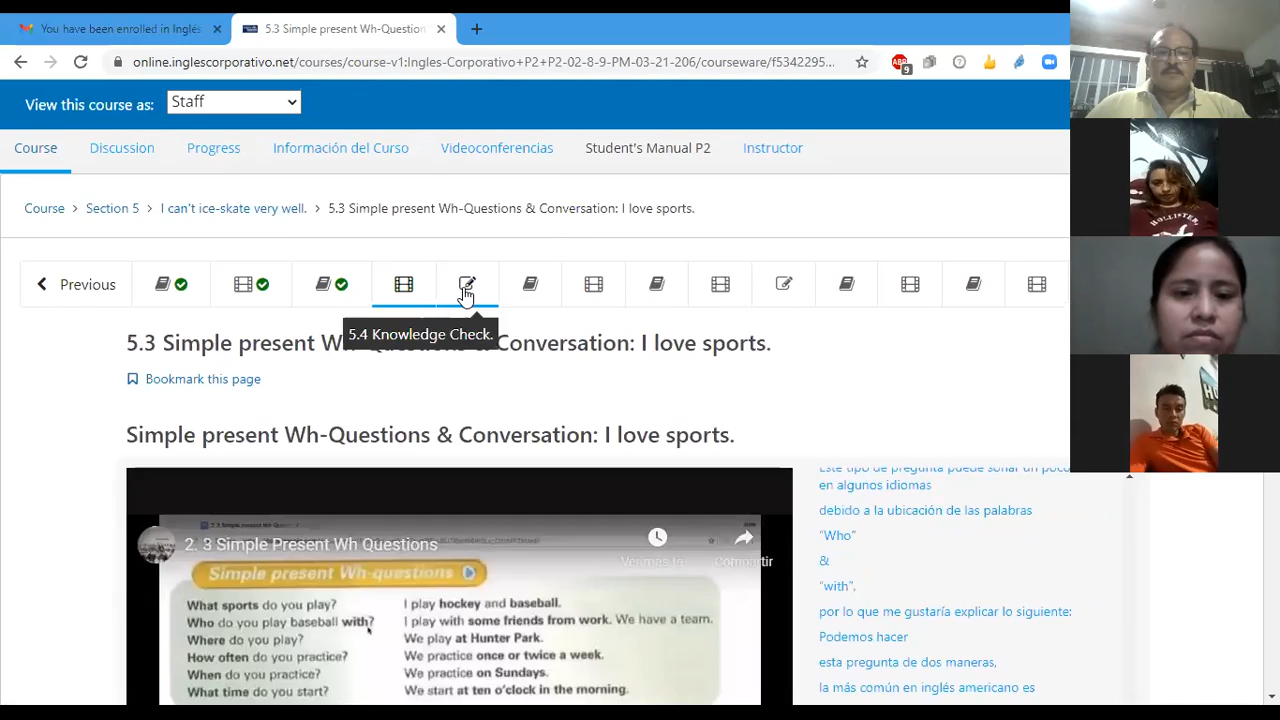 You have been enrolled in Inglés
5.3 Simple present Wh-Question
online.inglescorporativo.net/courses/course-v1:Ingles-Corporativo+P2+P2-02-8-9-PM-03-21-206/courseware/f5342295...
ABP
9
View this course as:
Staff
Course
Discussion
Progress
Información del Curso
Videoconferencias
Student's Manual P2
Instructor
Course > Section 5 > I can't ice-skate very well. > 5.3 Simple present Wh-Questions & Conversation: I love sports.
Previous
5.4 Knowledge Check.
5.3 Simple present Wh-Questions & Conversation: I love sports.
Bookmark this page
Simple present Wh-Questions & Conversation: I love sports.
2. 3 Simple Present Wh Questions
Compartir
Simple present Wh-questions
What sports do you play? I play hockey and baseball.
Who do you play baseball with? I play with some friends from work. We have a team.
Where do you play? We play at Hunter Park.
How often do you practice? We practice once or twice a week.
When do you practice? We practice on Sundays.
What time do you start? We start at ten o'clock in the morning.
Este tipo de pregunta puede sonar un poco
en algunos idiomas
debido a la ubicación de las palabras
“Who”
&
“with”,
por lo que me gustaría explicar lo siguiente:
Podemos hacer
esta pregunta de dos maneras,
la más común en inglés americano es
HOLLISTER